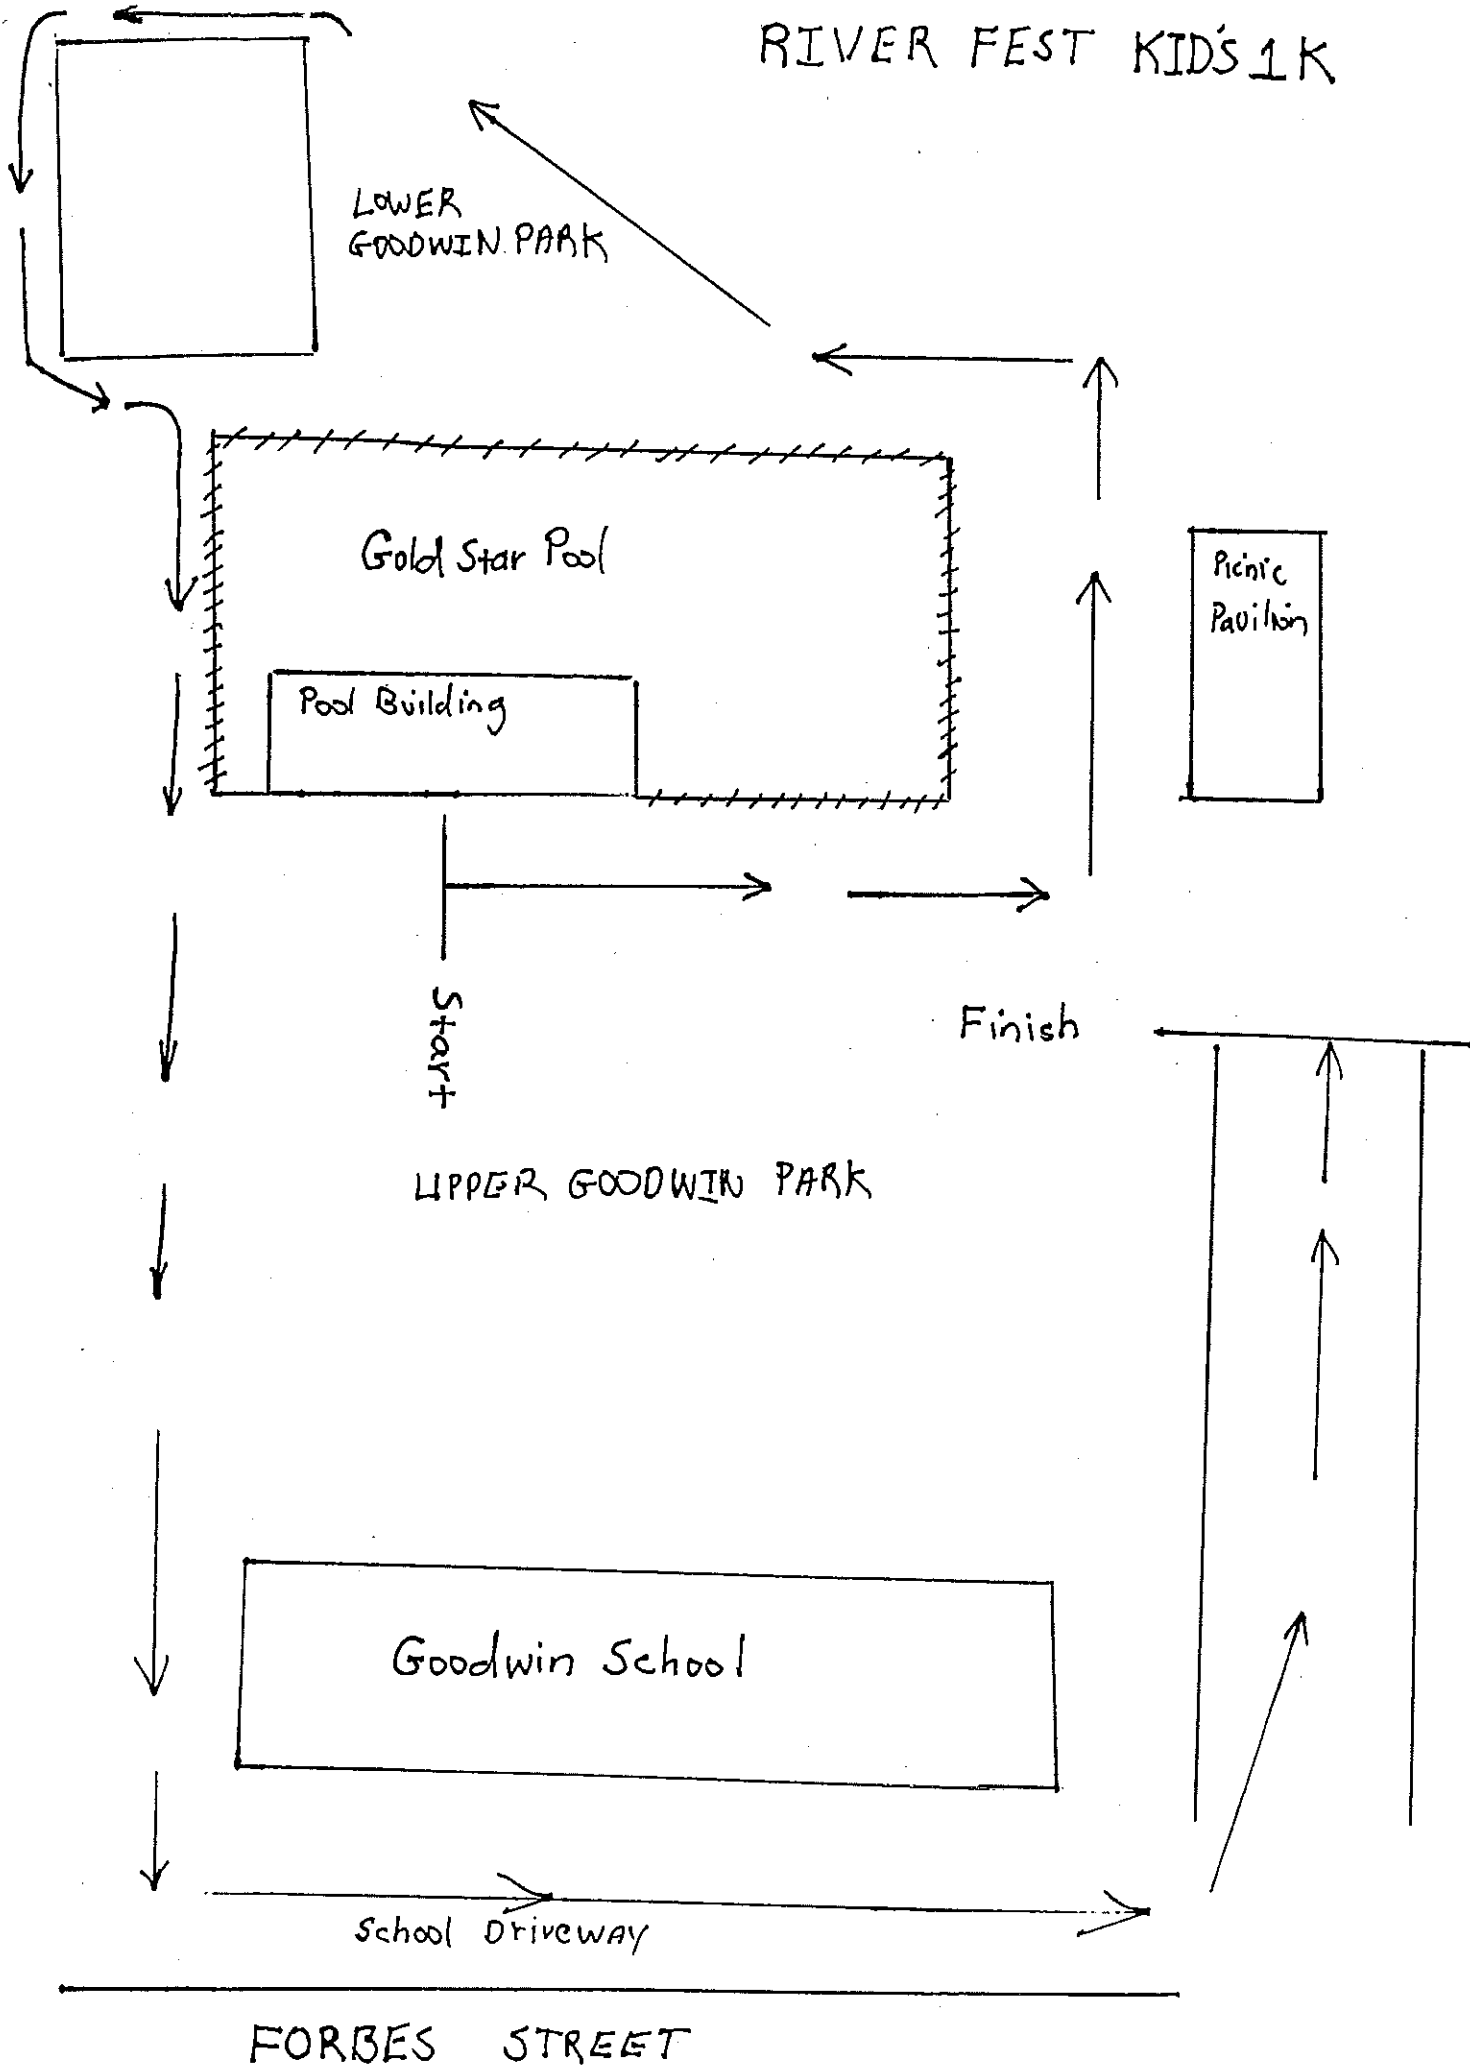 RIVER FEST KID'S 1K
LOWER
GOODWIN PARK
Gold Star Pool
Picnic
Pavilion
Pool Building
Start
Finish
UPPER GOODWIN PARK
Goodwin School
School Driveway
FORBES STREET